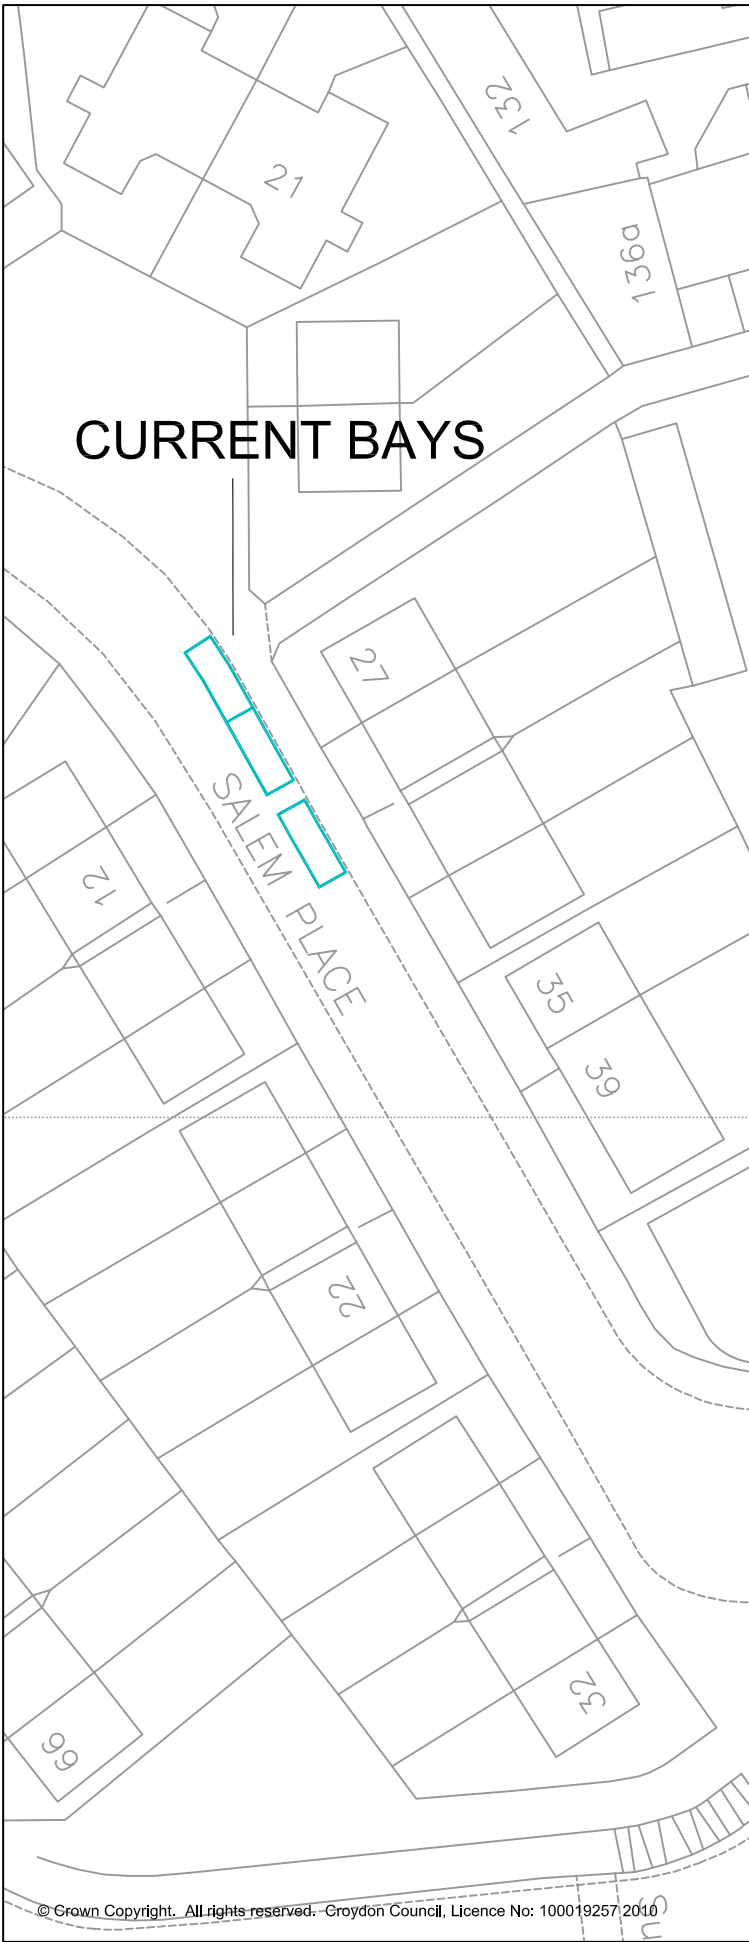 132
21
136a
CURRENT BAYS
27
SALEM PLACE
12
35
39
22
32
66
© Crown Copyright. All rights reserved. Croydon Council, Licence No: 100019257 2010